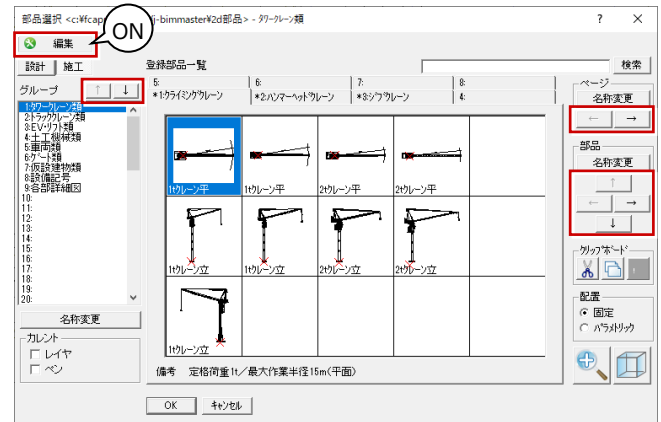 部品選択 <c:¥fcap j-bimmaster¥2d部品> - ﾀﾜｰｸﾚｰﾝ類
? ×
編集
ON
設計 施工
登録部品一覧
検索
グループ ↑ ↓
5: 6: 7: 8:
*1:ｸﾗｲﾐﾝｸﾞｸﾚｰﾝ *2:ﾊﾝﾏｰﾍｯﾄﾞｸﾚｰﾝ *3:ｼﾞﾌﾞｸﾚｰﾝ 4:
ページ
名称変更
← →
1:ﾀﾜｰｸﾚｰﾝ類
2:ﾄﾗｯｸｸﾚｰﾝ類
3:EV・ﾘﾌﾄ類
4:土工機械類
5:車両類
6:ｹﾞｰﾄ類
7:仮設建物類
8:設備記号
9:各部詳細図
10:
11:
12:
13:
14:
15:
16:
17:
18:
19:
20:
1tｸﾚｰﾝ平 1tｸﾚｰﾝ平 2tｸﾚｰﾝ平 2tｸﾚｰﾝ平
1tｸﾚｰﾝ立 1tｸﾚｰﾝ立 2tｸﾚｰﾝ立 2tｸﾚｰﾝ立
1tｸﾚｰﾝ立
部品
名称変更
↑
← →
↓
ｸﾘｯﾌﾟﾎﾞｰﾄﾞ
配置
固定
ﾊﾟﾗﾒﾄﾘｯｸ
名称変更
カレント
レイヤ
ペン
備考 定格荷重1t／最大作業半径15m(平面)
OK ｷｬﾝｾﾙ